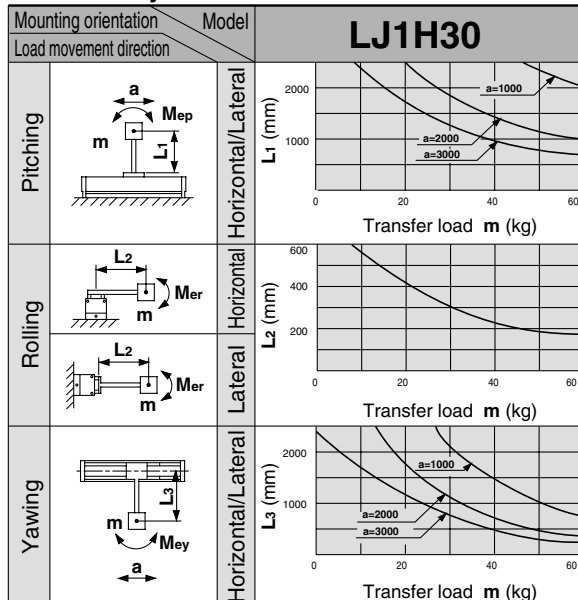 Mounting orientation Model
Load movement direction
LJ1H30
Pitching
a
Mep
m
L1
Horizontal/Lateral
L1 (mm)
2000
1000
a=1000
a=2000
a=3000
0 20 40 60
Transfer load m (kg)
Rolling
L2
Mer
m
Horizontal
L2
Mer
m
Lateral
L2 (mm)
600
400
200
0 20 40 60
Transfer load m (kg)
Yawing
L3
m
Mey
a
Horizontal/Lateral
L3 (mm)
2000
1000
a=1000
a=2000
a=3000
0 20 40 60
Transfer load m (kg)